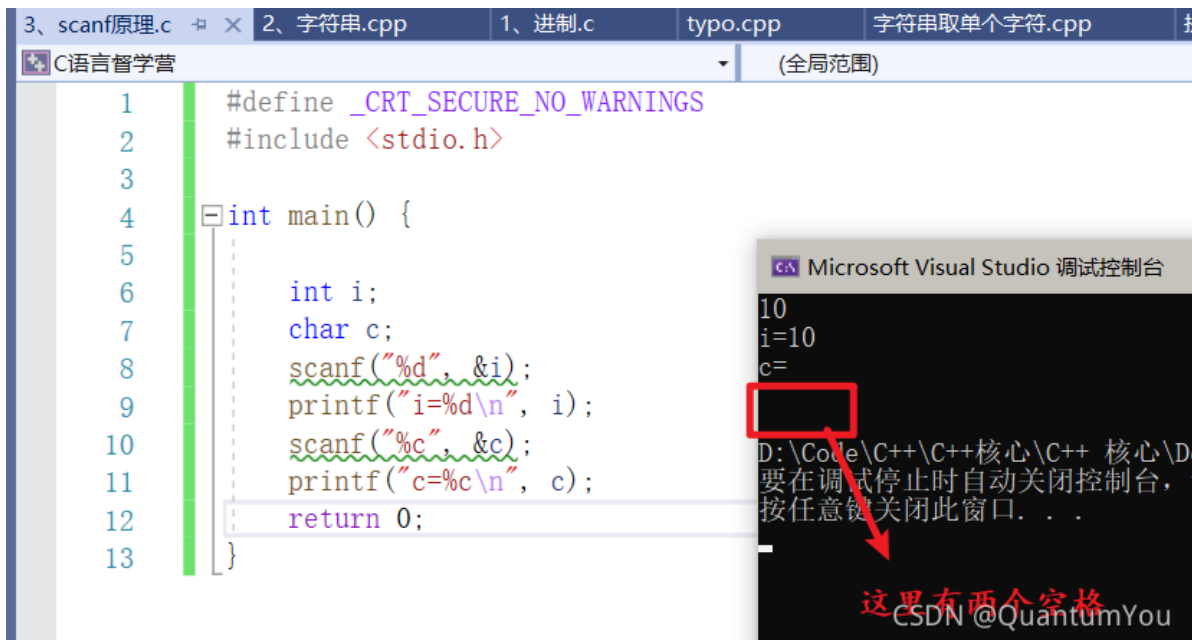 3、scanf原理.c 2、字符串.cpp 1、进制.c typo.cpp 字符串取单个字符.cpp
C语言督学营 (全局范围)
1 #define _CRT_SECURE_NO_WARNINGS
2 #include <stdio.h>
3
4 int main() {
5
6 int i;
7 char c;
8 scanf("%d", &i);
9 printf("i=%d\n", i);
10 scanf("%c", &c);
11 printf("c=%c\n", c);
12 return 0;
13 }
Microsoft Visual Studio 调试控制台
10
i=10
c=
D:\Code\C++\C++核心\C++ 核心\D
要在调试停止时自动关闭控制台，
按任意键关闭此窗口. . .
这里有两个空格
CSDN @QuantumYou